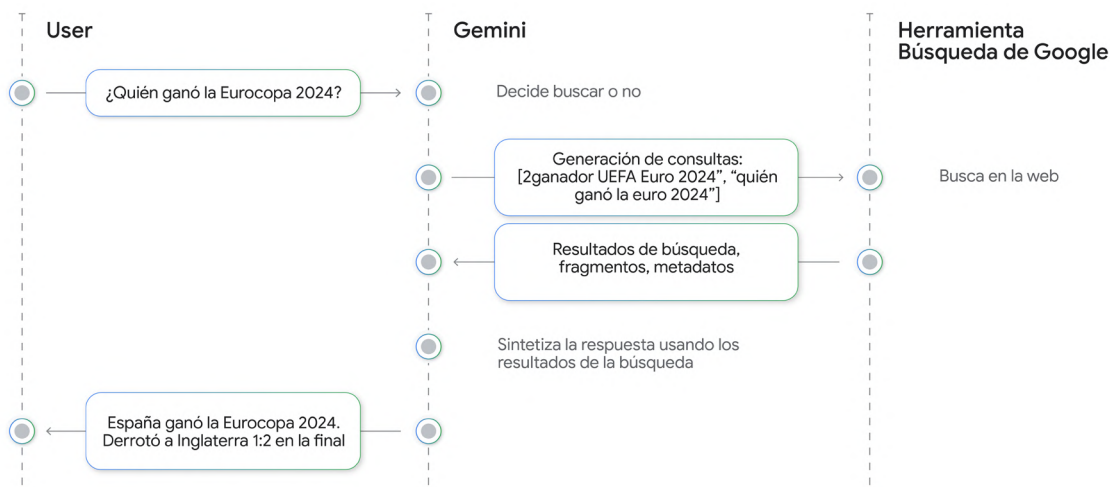 User
Gemini
Herramienta
Búsqueda de Google
¿Quién ganó la Eurocopa 2024?
Decide buscar o no
Generación de consultas:
[2ganador UEFA Euro 2024”, “quién
ganó la euro 2024”]
Busca en la web
Resultados de búsqueda,
fragmentos, metadatos
Sintetiza la respuesta usando los
resultados de la búsqueda
España ganó la Eurocopa 2024.
Derrotó a Inglaterra 1:2 en la final